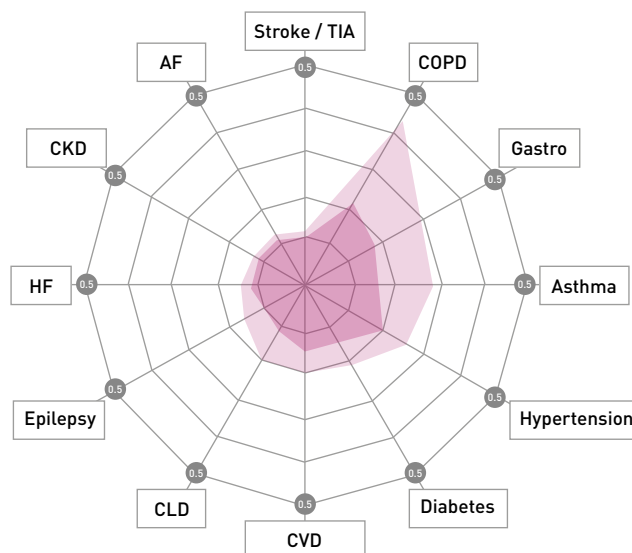 Stroke / TIA
AF
COPD
0.5
0.5
0.5
CKD
Gastro
0.5
0.5
HF
0.5
0.5
Asthma
0.5
0.5
Epilepsy
Hypertension
0.5
0.5
0.5
CLD
Diabetes
CVD